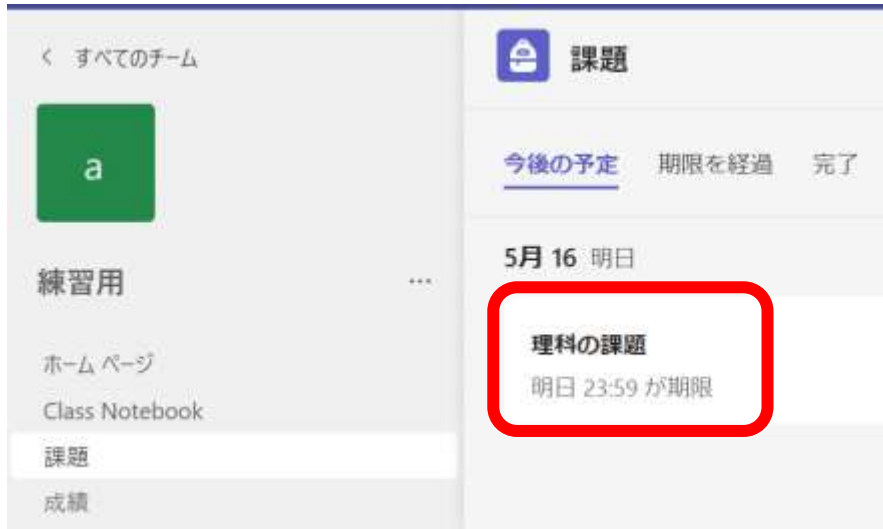 < すべてのチーム
a
練習用
...
ホーム ページ
Class Notebook
課題
成績
課題
今後の予定 期限を経過 完了
5月 16 明日
理科の課題
明日 23:59 が期限